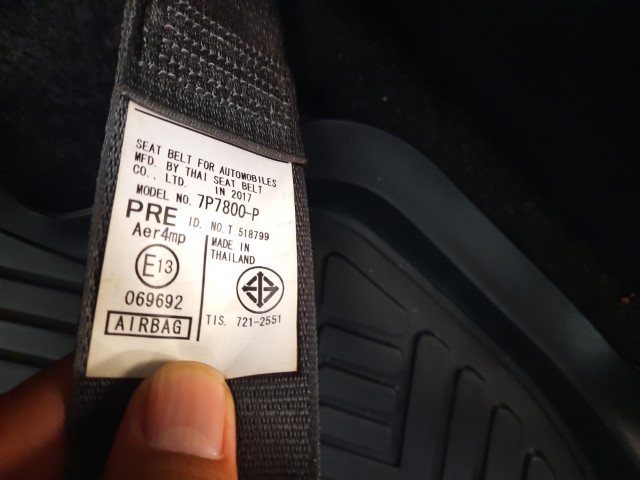 SEAT BELT FOR AUTOMOBILES
MFD. BY THAI SEAT BELT
CO., LTD. IN 2017
MODEL NO. 7P7800-P
PRE ID. NO. T 518799
Aer4mp
E13
069692
AIRBAG
MADE IN
THAILAND
TIS. 721-2551